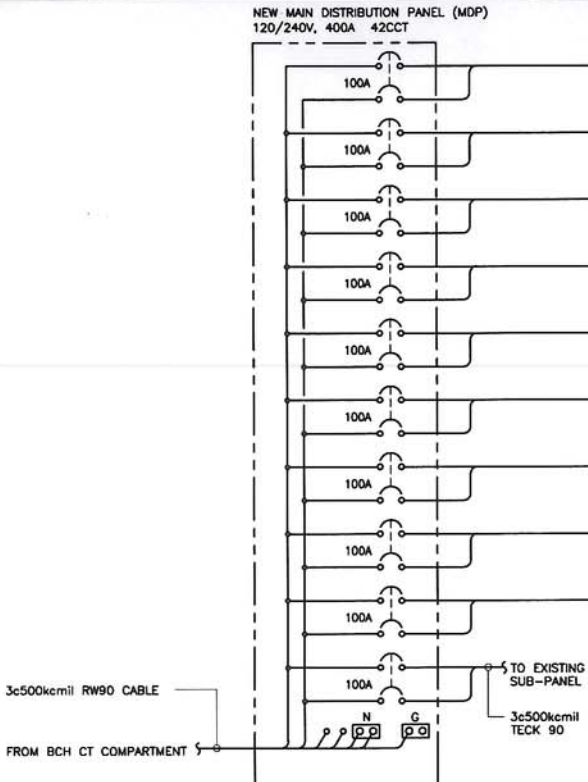 NEW MAIN DISTRIBUTION PANEL (MDP)
120/240V, 400A 42CCT
100A
100A
100A
100A
100A
100A
100A
100A
100A
100A
TO EXISTING
SUB-PANEL
3c500kcmil
TECK 90
N
G
3c500kcmil RW90 CABLE
FROM BCH CT COMPARTMENT